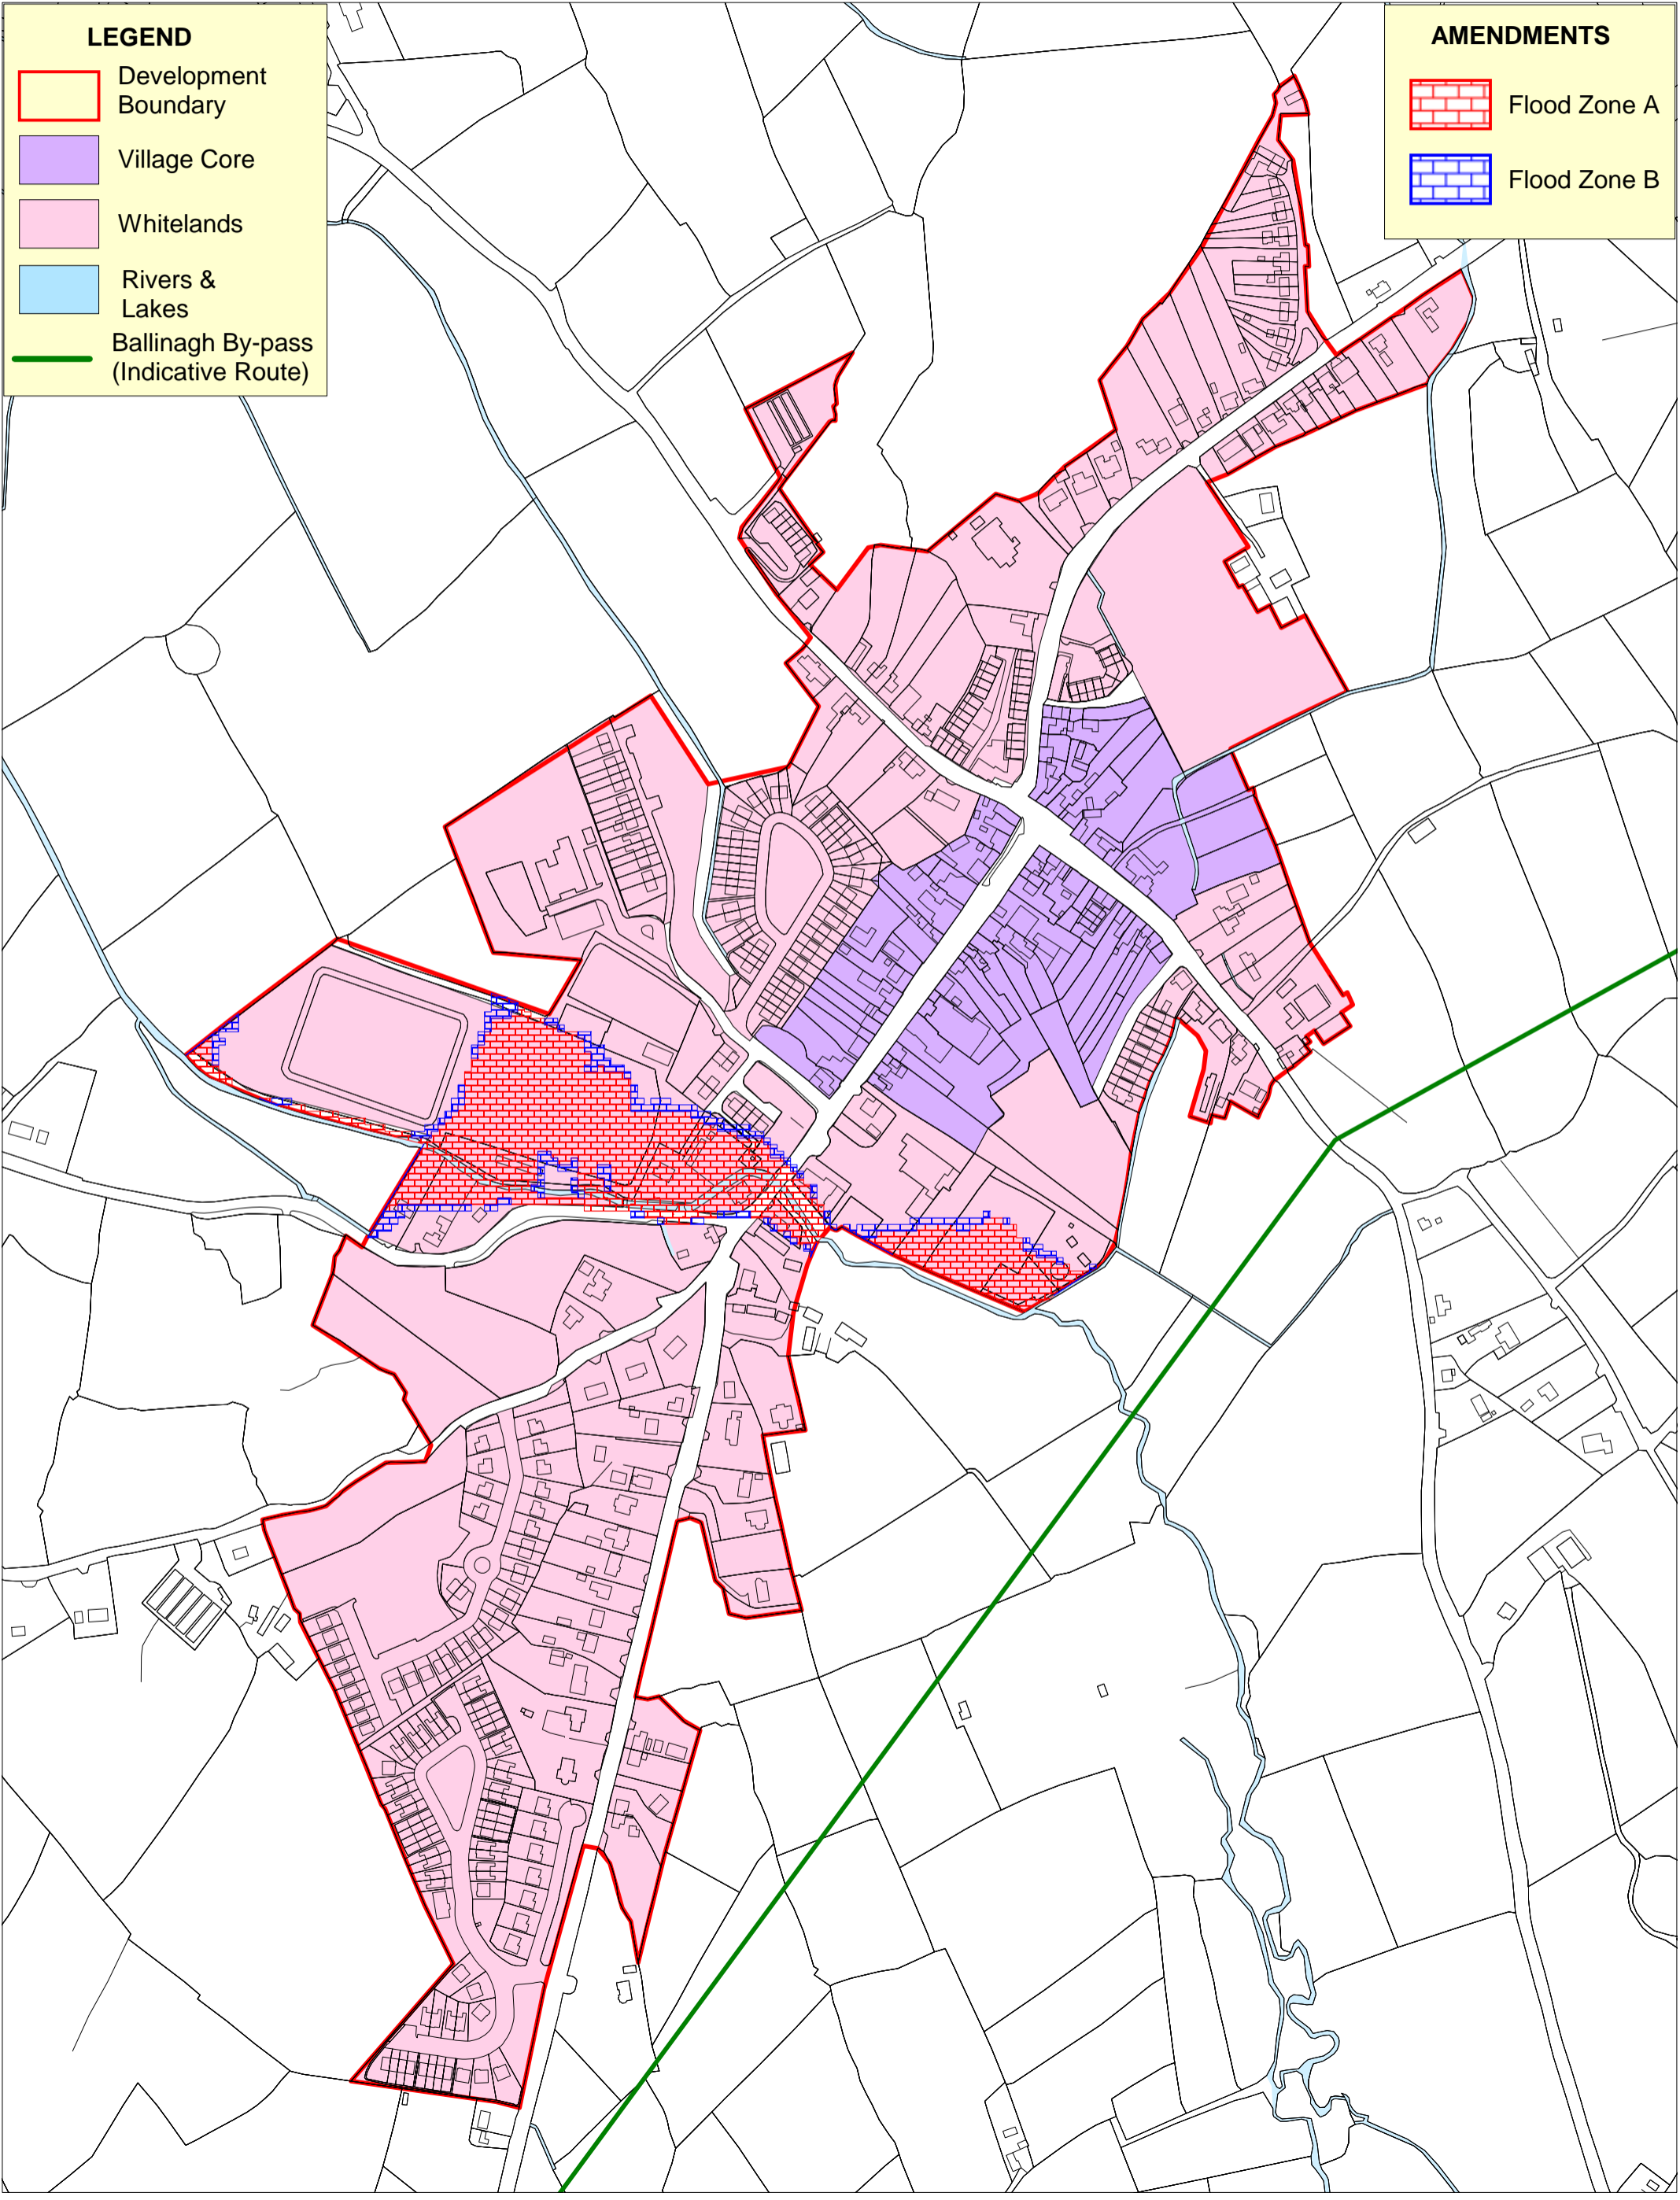 LEGEND
Development
Boundary
Village Core
Whitelands
Rivers &
Lakes
Ballinagh By-pass
(Indicative Route)
AMENDMENTS
Flood Zone A
Flood Zone B